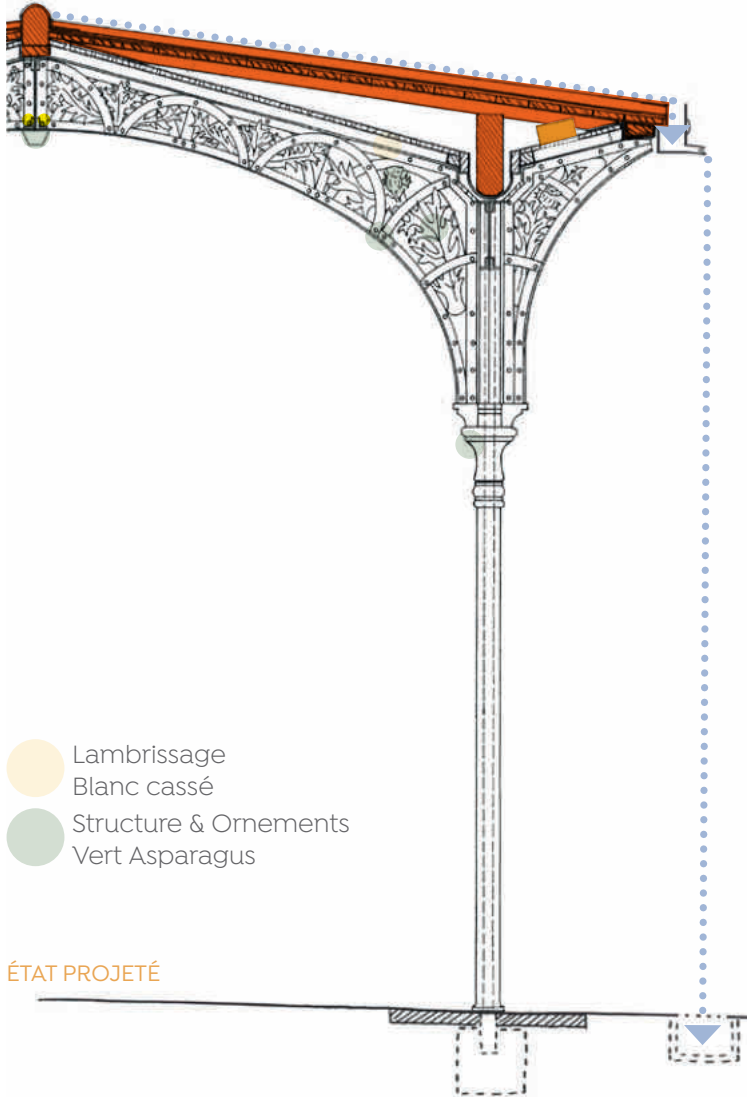 Lambrissage
Blanc cassé
Structure & Ornements
Vert Asparagus
ÉTAT PROJETÉ